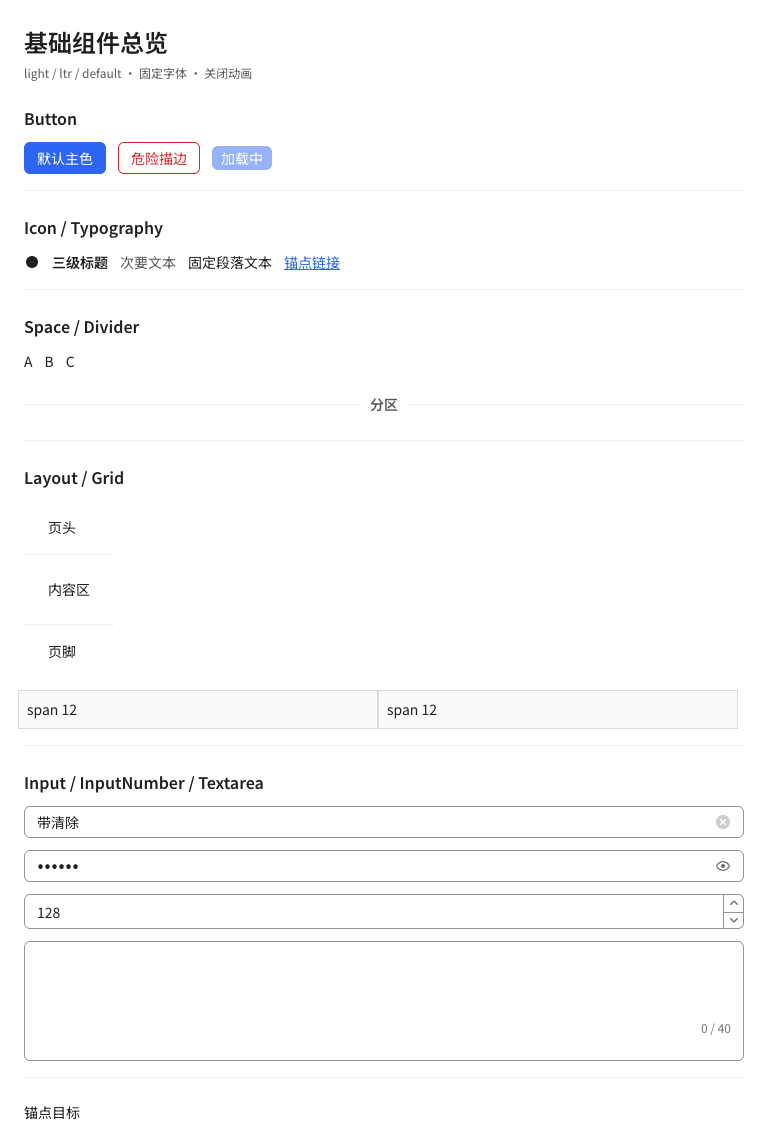 基础组件总览
light / ltr / default · 固定字体 · 关闭动画
Button
默认主色 危险描边 加载中
Icon / Typography
三级标题 次要文本 固定段落文本 锚点链接
Space / Divider
A B C
分区
Layout / Grid
页头
内容区
页脚
span 12 span 12
Input / InputNumber / Textarea
带清除
••••••
128
0 / 40
锚点目标